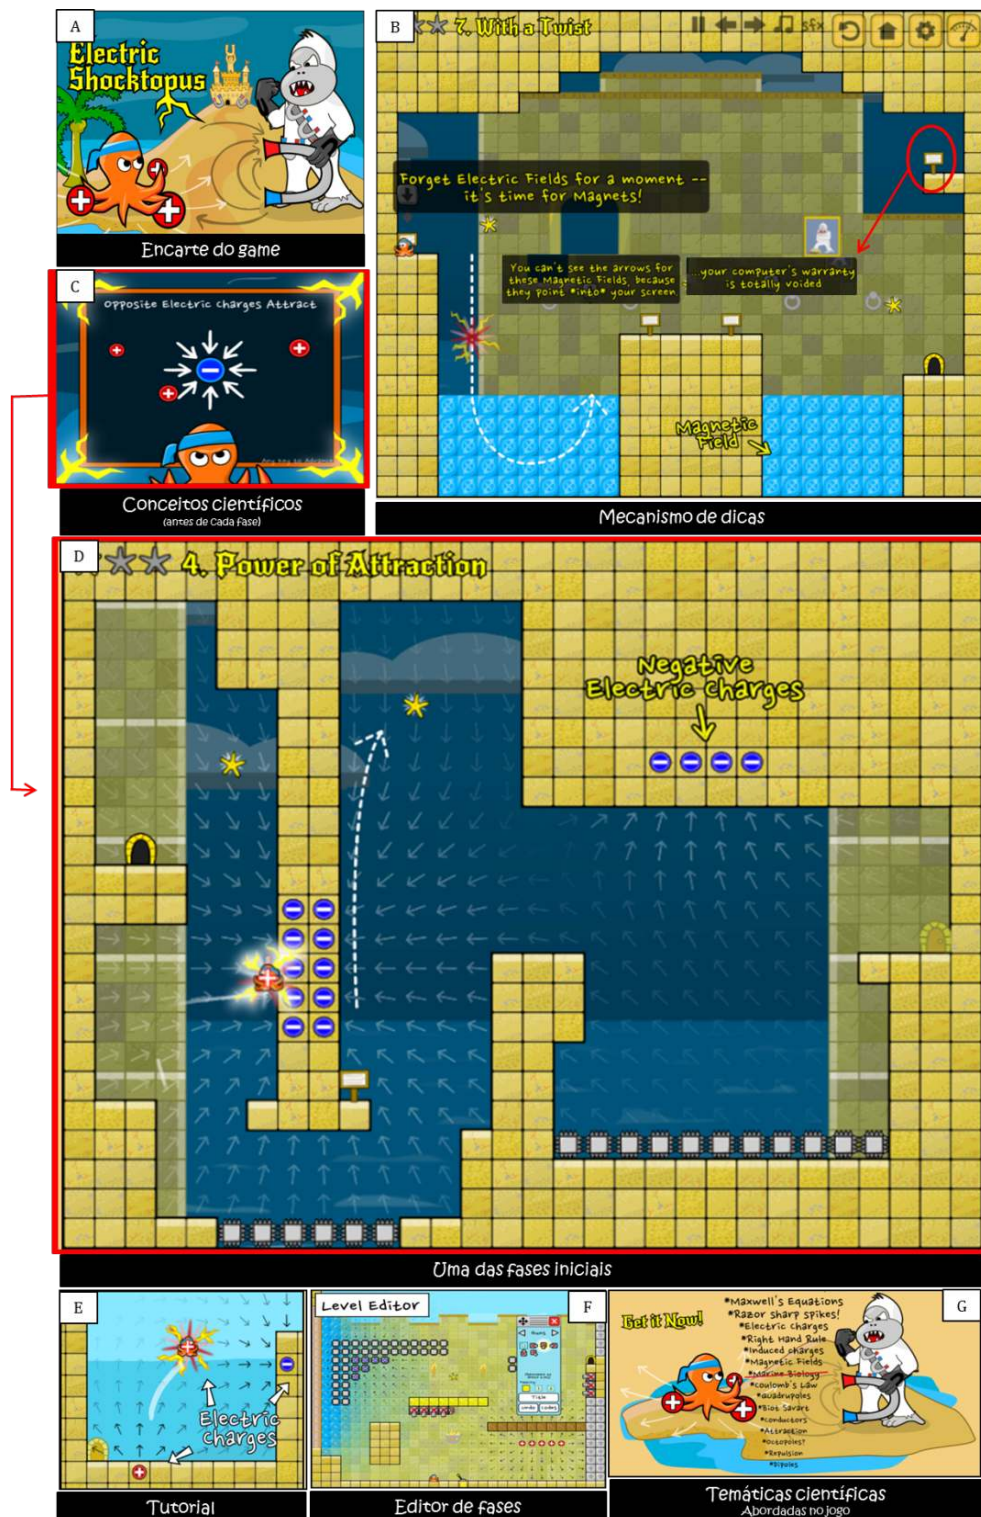 A
Electric
Shocktopus
Encarte do game
B
7. With a Twist
sfx
Forget Electric Fields for a moment --
it's time for Magnets!
You can't see the arrows for
these Magnetic Fields, because
they point *into* your screen.
...your computer's warranty
is totally voided
Magnetic
Field
Mecanismo de dicas
C
Opposite Electric Charges Attract
Any key to Advance
Conceitos científicos
(antes de cada fase)
D
4. Power of Attraction
Negative
Electric Charges
Uma das fases iniciais
E
Electric
charges
Tutorial
F
Level Editor
Editor de fases
G
Get it Now!
*Maxwell's Equations
*Razor sharp spikes!
*Electric Charges
*Right Hand Rule
*Induced charges
*Magnetic Fields
*Marine Biology
*Coulomb's Law
*quadrupoles
*Biot Savart
*conductors
*Attraction
*octopoles?
*Repulsion
*Dipoles
Temáticas científicas
Abordadas no jogo